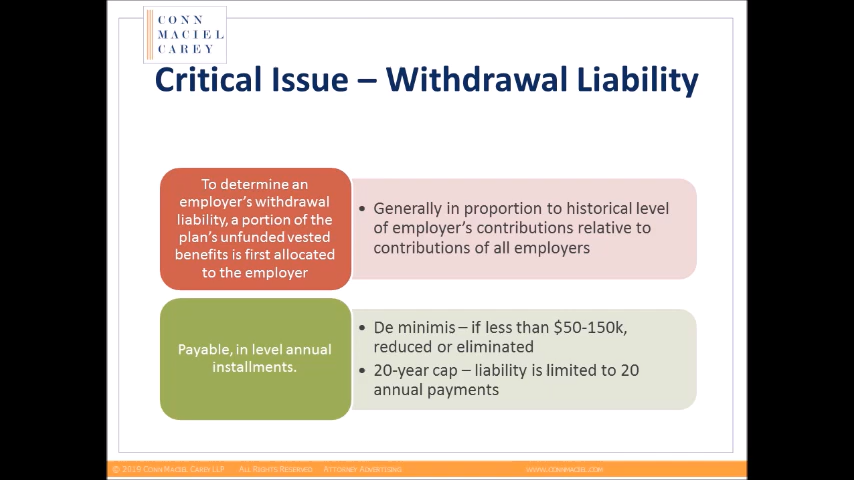 CONN
MACIEL
CAREY
Critical Issue – Withdrawal Liability
To determine an
employer's withdrawal
liability, a portion of the
plan's unfunded vested
benefits is first allocated
to the employer
• Generally in proportion to historical level
of employer's contributions relative to
contributions of all employers
Payable, in level annual
installments.
• De minimis – if less than $50-150k,
reduced or eliminated
• 20-year cap – liability is limited to 20
annual payments
© 2019 CONN MACIEL CAREY LLP ALL RIGHTS RESERVED ATTORNEY ADVERTISING WWW.CONNMACIEL.COM